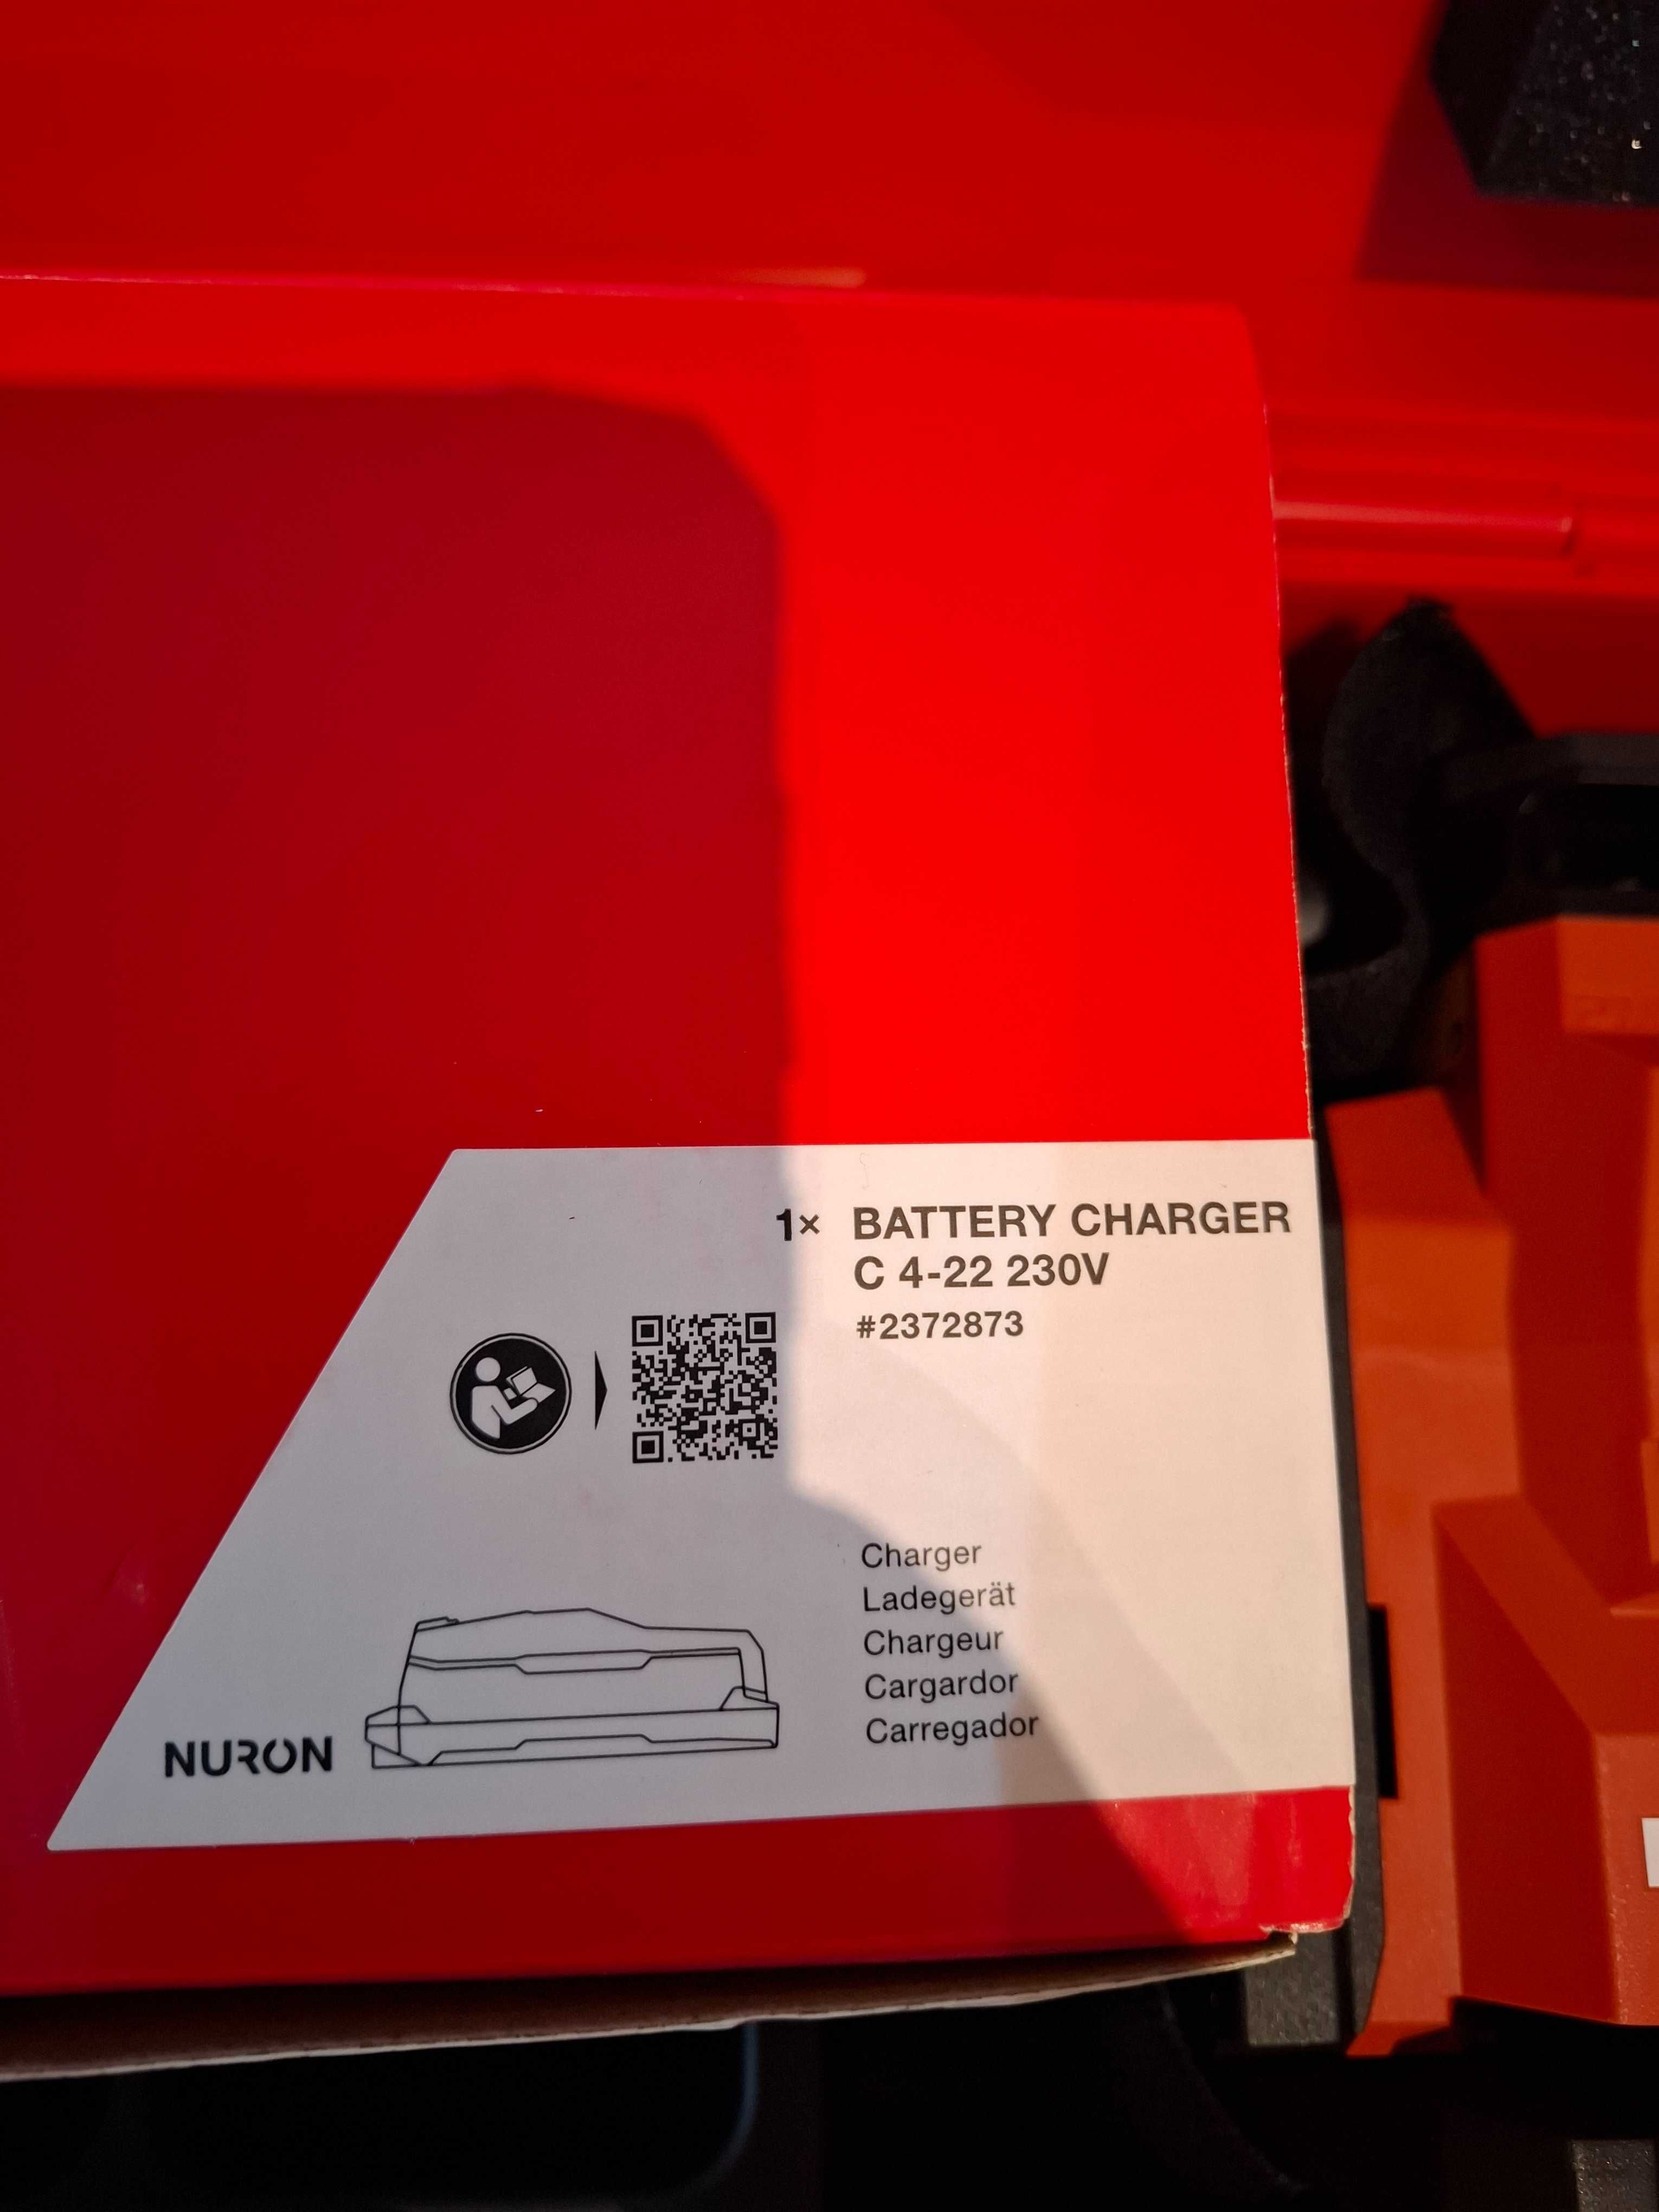 1× BATTERY CHARGER
C 4-22 230V
#2372873
Charger
Ladegerät
Chargeur
Cargardor
Carregador
NURON